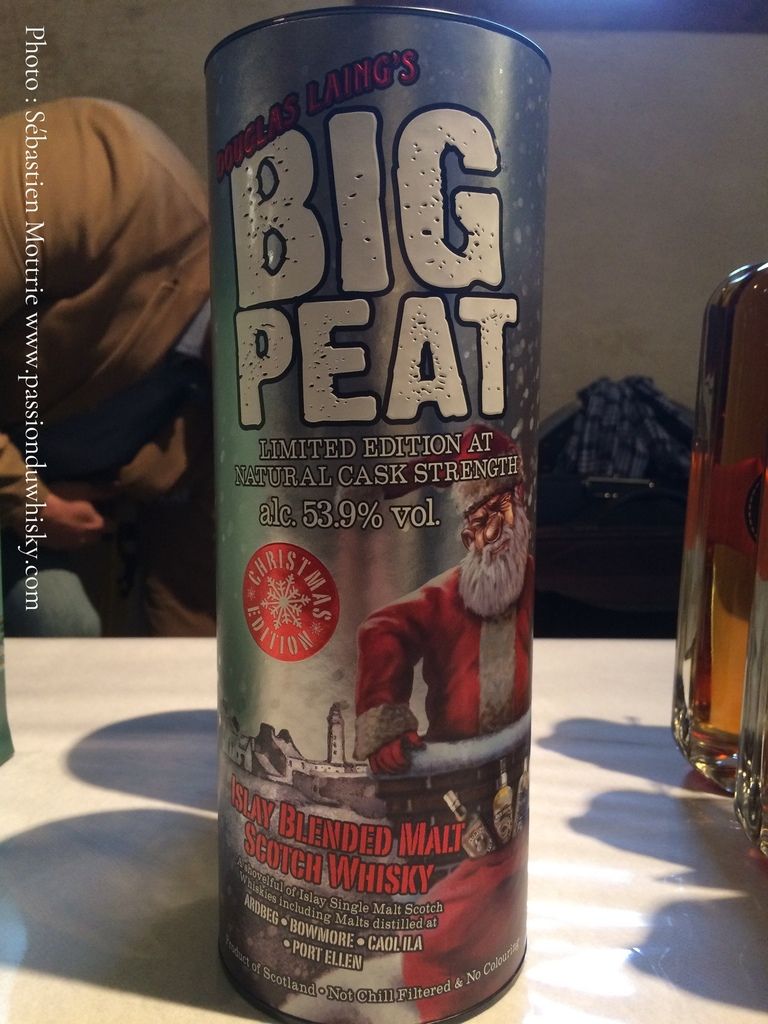 DOUGLAS LAING'S
BIG
PEAT
LIMITED EDITION AT
NATURAL CASK STRENGTH
alc. 53.9% vol.
CHRISTMAS
EDITION
ISLAY BLENDED MALT
SCOTCH WHISKY
A shovelful of Islay Single Malt Scotch
Whiskies including Malts distilled at
ARDBEG • BOWMORE • CAOL ILA
• PORT ELLEN
Product of Scotland • Not Chill Filtered & No Colouring
Photo : Sébastien Mottrie www.passionduwhisky.com